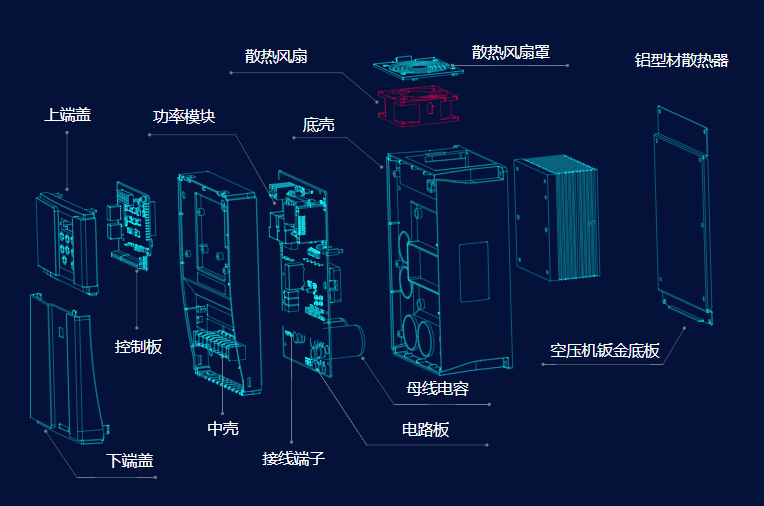 散热风扇
散热风扇罩
铝型材散热器
上端盖
功率模块
底壳
控制板
空压机钣金底板
母线电容
中壳
电路板
接线端子
下端盖